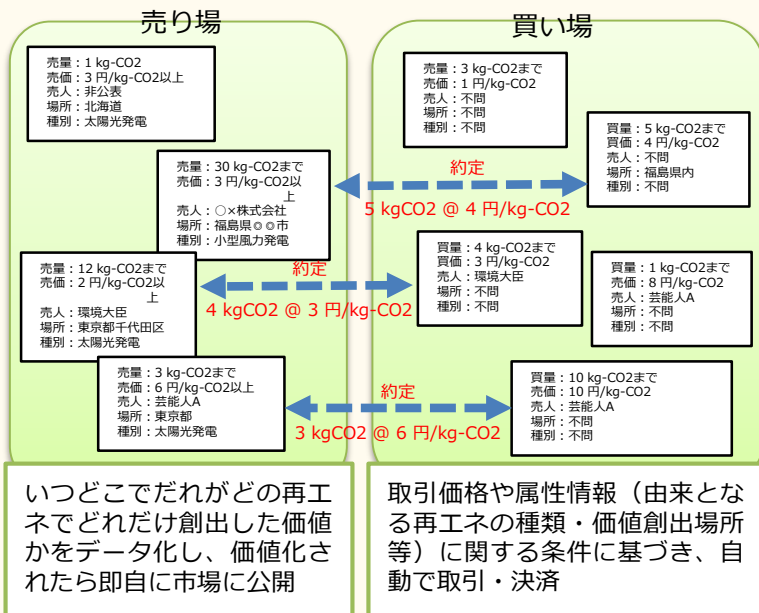 売り場
売量：1 kg-CO2
売価：3 円/kg-CO2以上
売人：非公表
場所：北海道
種別：太陽光発電
売量：30 kg-CO2まで
売価：3 円/kg-CO2以
上
売人：○×株式会社
場所：福島県◎◎市
種別：小型風力発電
売量：12 kg-CO2まで
売価：2 円/kg-CO2以
上
売人：環境大臣
場所：東京都千代田区
種別：太陽光発電
売量：3 kg-CO2まで
売価：6 円/kg-CO2以上
売人：芸能人A
場所：東京都
種別：太陽光発電
約定
5 kgCO2 @ 4 円/kg-CO2
約定
4 kgCO2 @ 3 円/kg-CO2
約定
3 kgCO2 @ 6 円/kg-CO2
買い場
売量：3 kg-CO2まで
売価：1 円/kg-CO2
売人：不問
場所：不問
種別：不問
買量：5 kg-CO2まで
買価：4 円/kg-CO2
売人：不問
場所：福島県内
種別：不問
買量：4 kg-CO2まで
買価：3 円/kg-CO2
売人：環境大臣
場所：不問
種別：不問
買量：1 kg-CO2まで
売価：8 円/kg-CO2
売人：芸能人A
場所：不問
種別：不問
買量：10 kg-CO2まで
売価：10 円/kg-CO2
売人：芸能人A
場所：不問
種別：不問
いつどこでだれがどの再エ
ネでどれだけ創出した価値
かをデータ化し、価値化さ
れたら即自に市場に公開
取引価格や属性情報（由来とな
る再エネの種類・価値創出場所
等）に関する条件に基づき、自
動で取引・決済